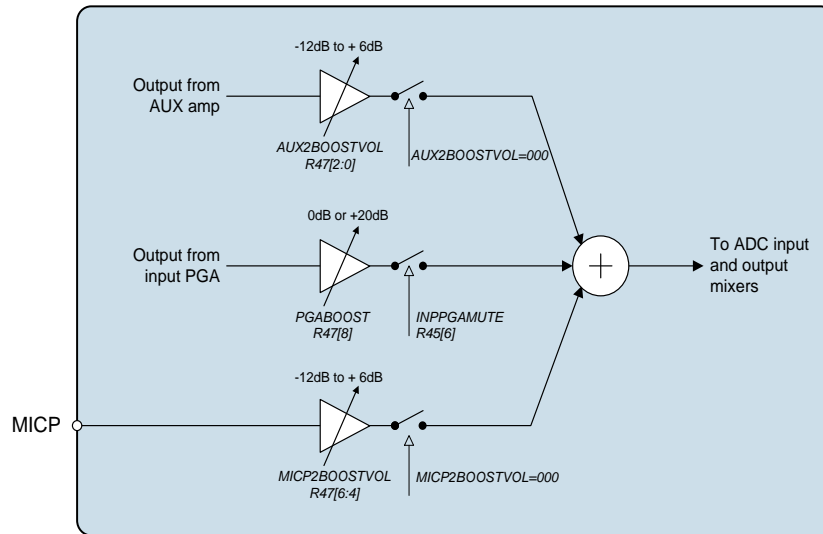 -12dB to + 6dB
Output from
AUX amp
AUX2BOOSTVOL
R47[2:0]
AUX2BOOSTVOL=000
0dB or +20dB
Output from
input PGA
PGABOOST
R47[8]
INPPGAMUTE
R45[6]
+
To ADC input
and output
mixers
-12dB to + 6dB
MICP
MICP2BOOSTVOL
R47[6:4]
MICP2BOOSTVOL=000